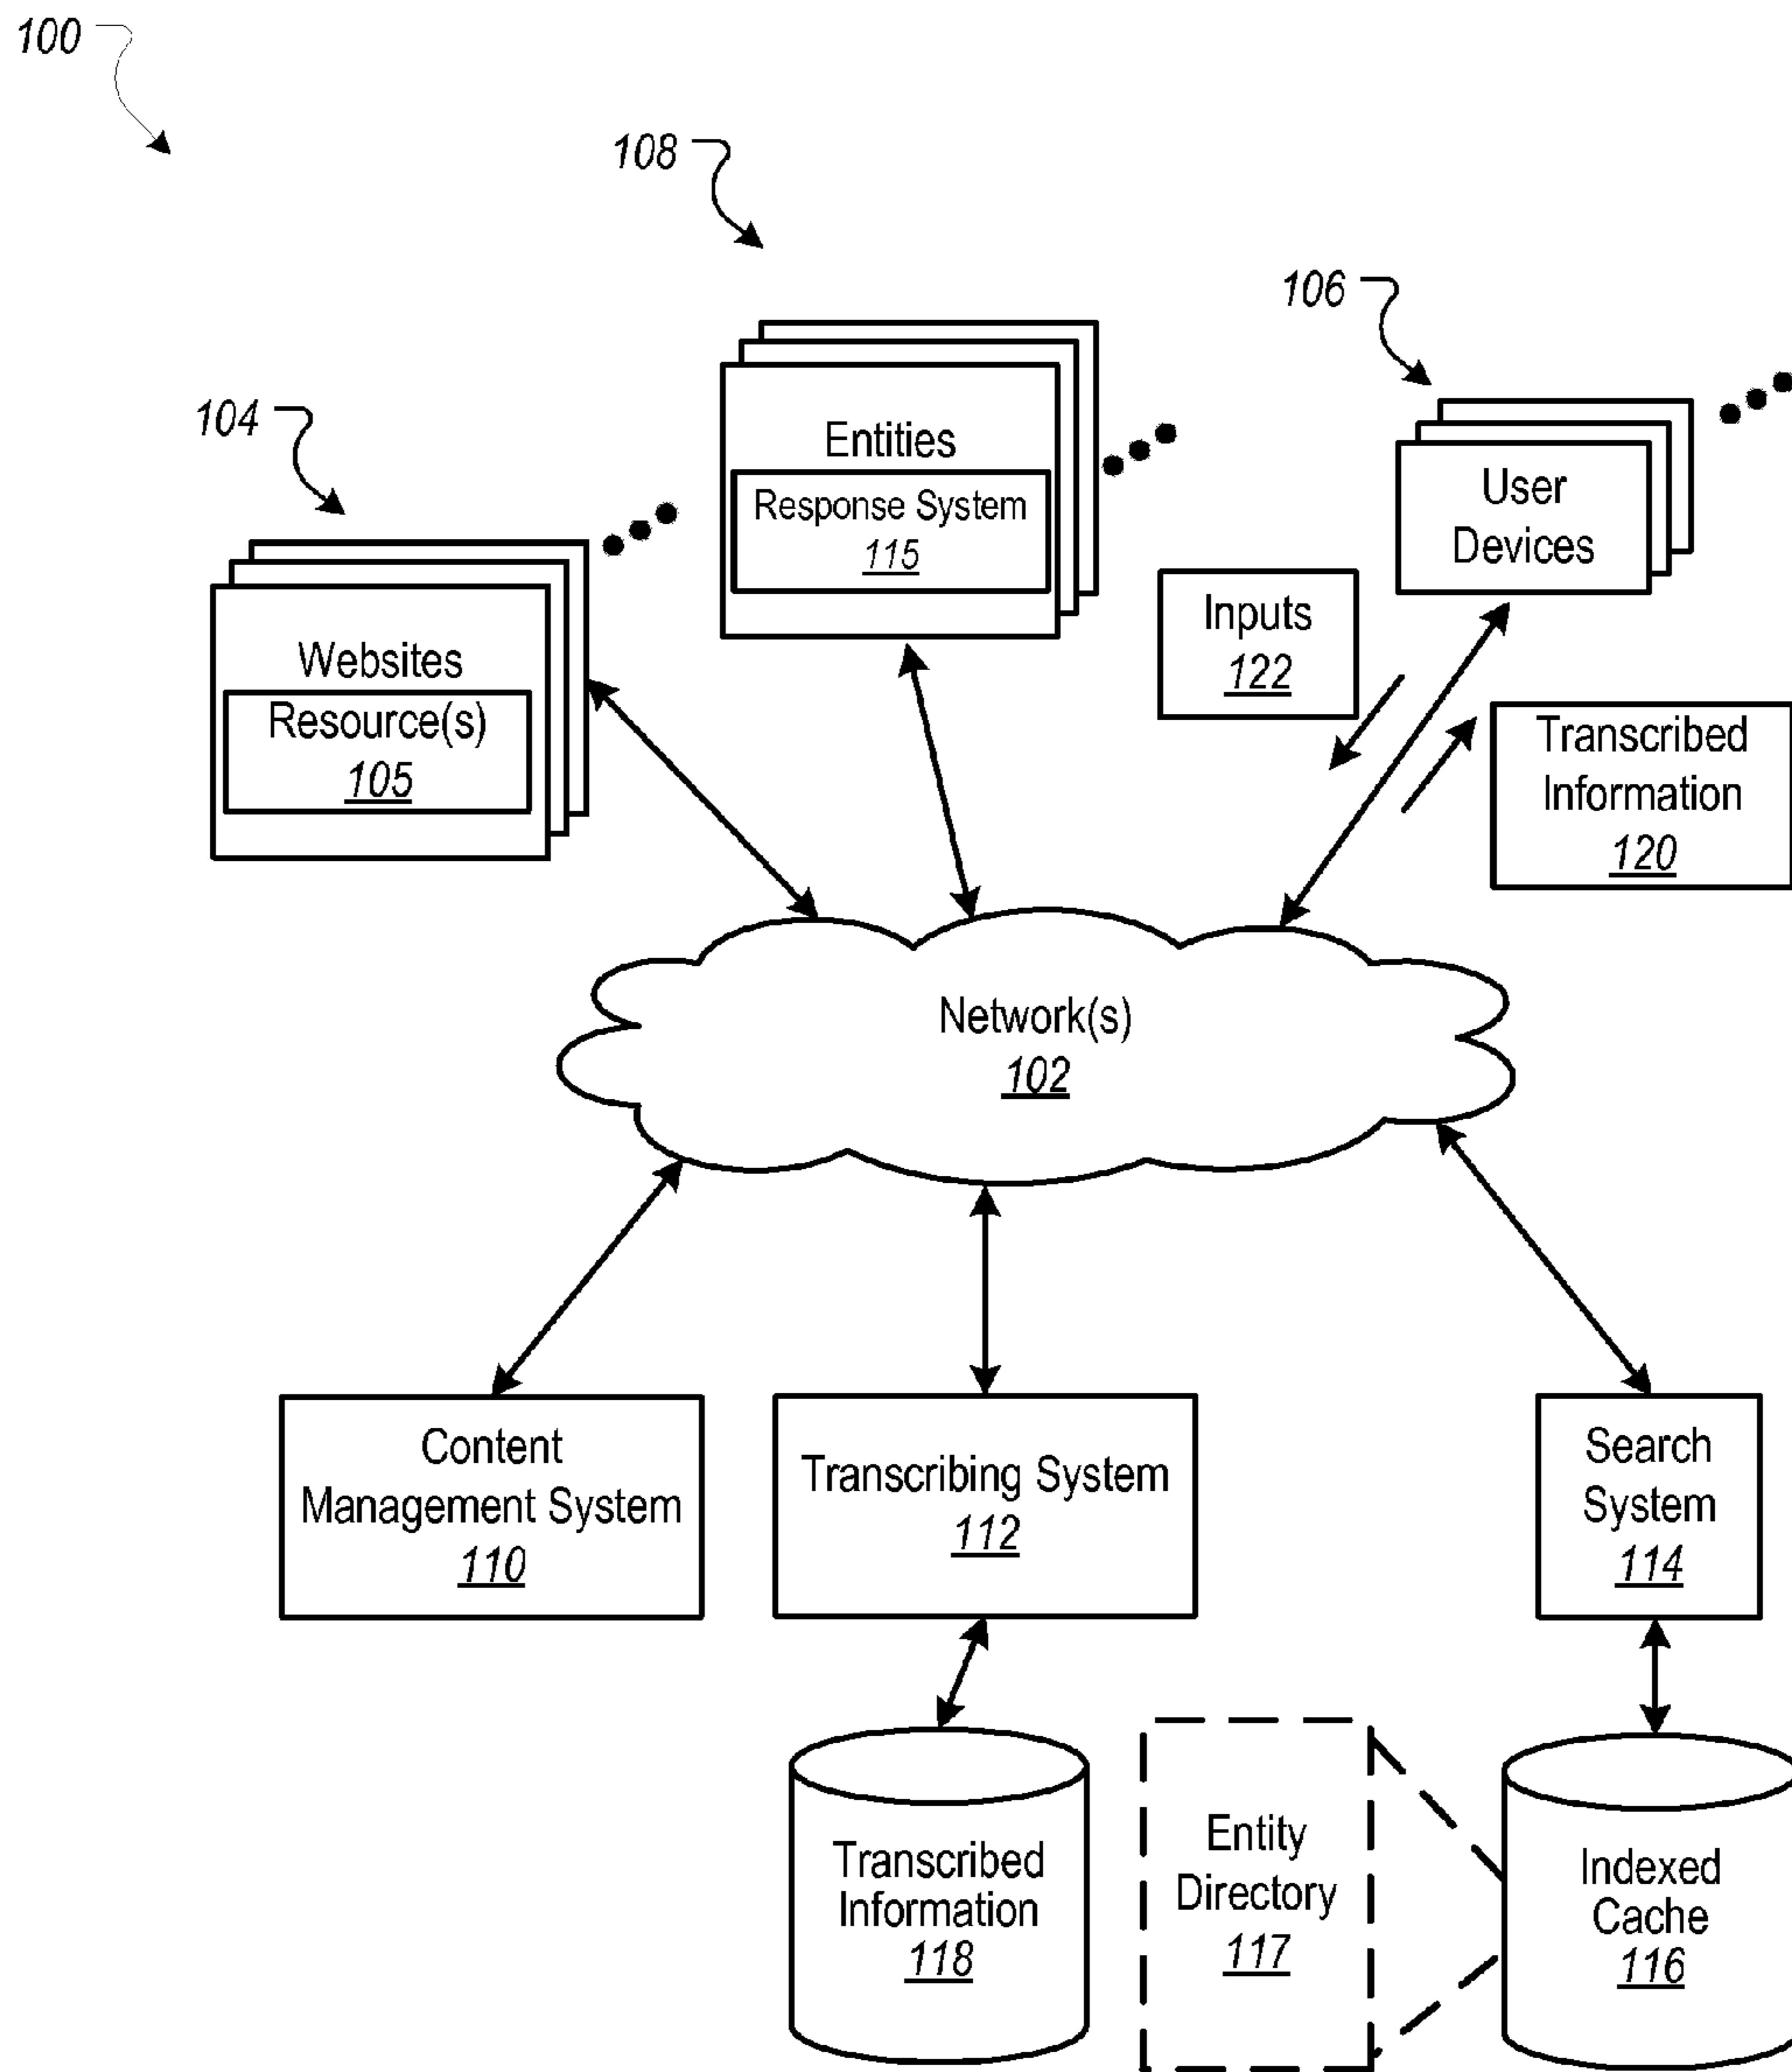 100
108
106
104
Entities
Response System
115
User
Devices
Inputs
122
Websites
Resource(s)
105
Transcribed
Information
120
Network(s)
102
Content
Management System
110
Transcribing System
112
Search
System
114
Transcribed
Information
118
Entity
Directory
117
Indexed
Cache
116